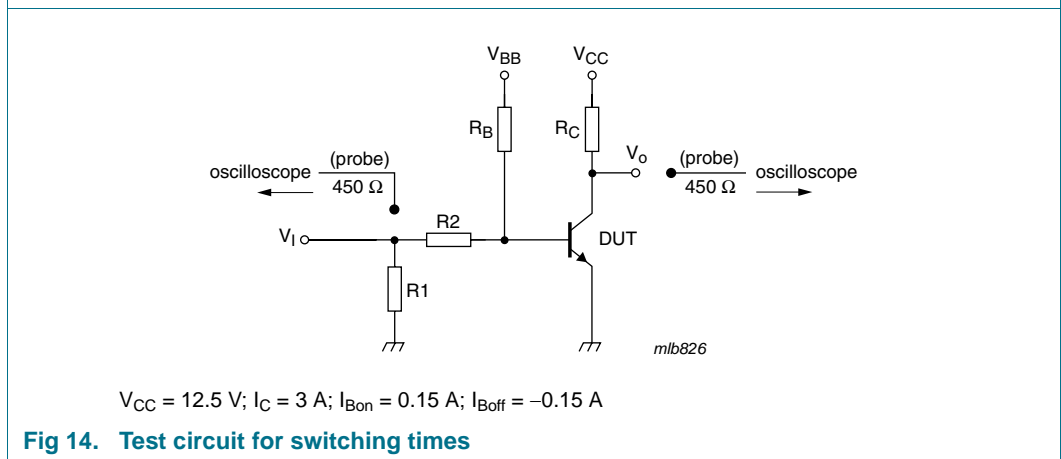 VBB
VCC
RB
RC
Vo
oscilloscope
(probe)
450 Ω
(probe)
450 Ω
oscilloscope
VI
R2
DUT
R1
mlb826
VCC = 12.5 V; IC = 3 A; IBon = 0.15 A; IBoff = −0.15 A
Fig 14. Test circuit for switching times